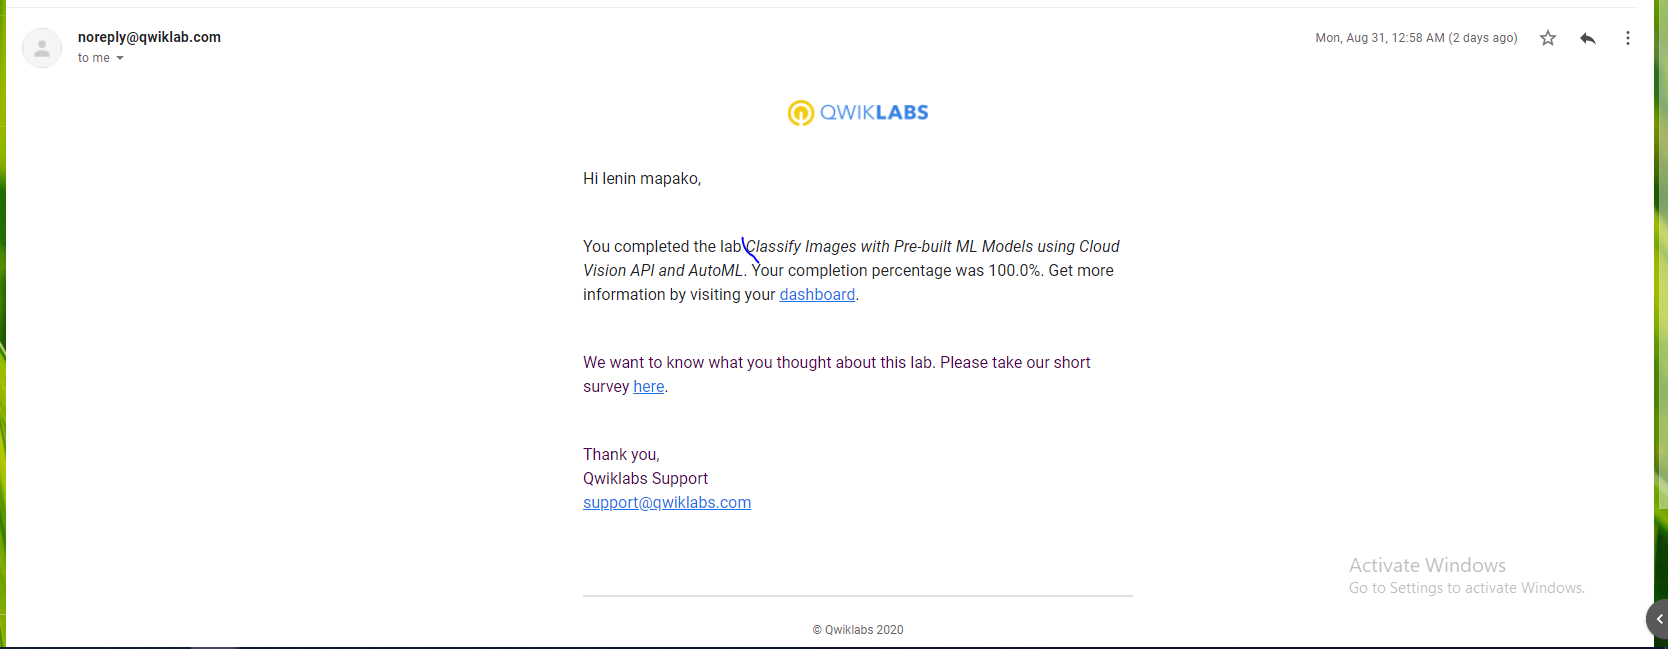 noreply@qwiklab.com
Mon, Aug 31, 12:58 AM (2 days ago)
to me
QWIKLABS
Hi lenin mapako,
You completed the lab Classify Images with Pre-built ML Models using Cloud
Vision API and AutoML. Your completion percentage was 100.0%. Get more
information by visiting your dashboard.
We want to know what you thought about this lab. Please take our short
survey here.
Thank you,
Qwiklabs Support
support@qwiklabs.com
Activate Windows
Go to Settings to activate Windows.
© Qwiklabs 2020